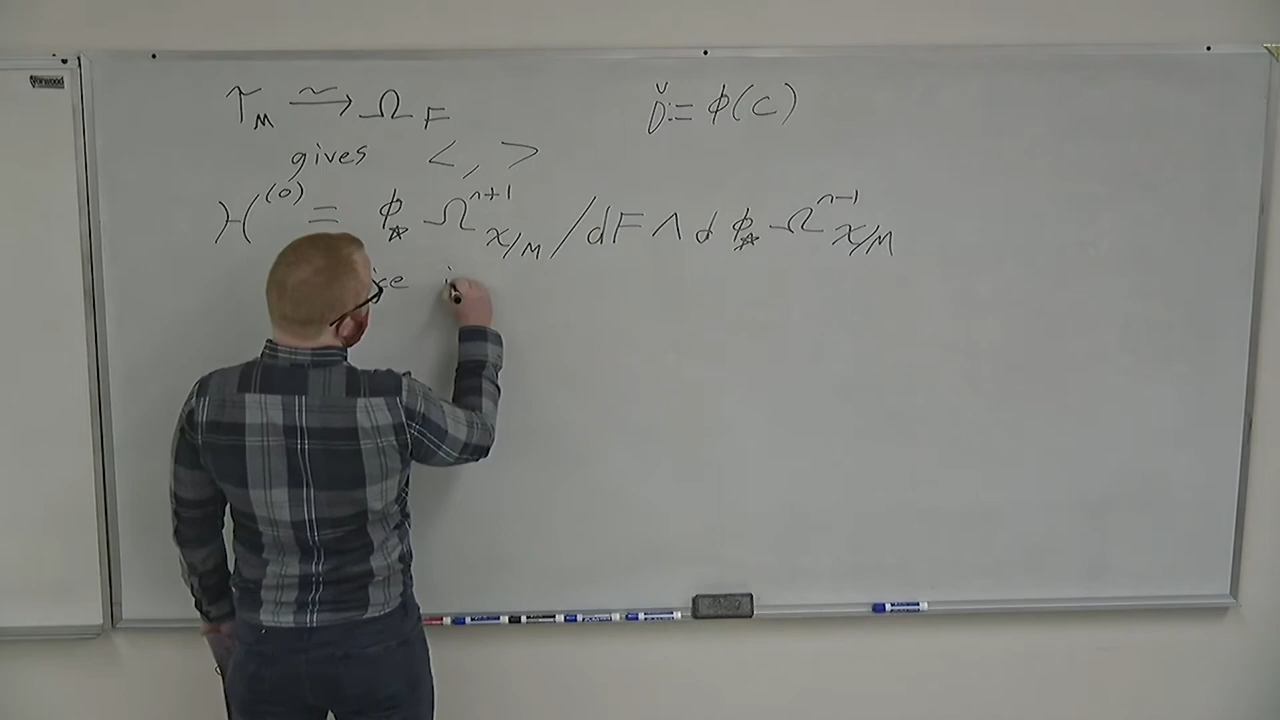 𝒯_M ⥲ Ω_F
Ď := φ(C)
gives < , >
ℋ^(0) = φ_* Ω^{n+1}_{X/M} / dF ∧ d φ_* Ω^{n-1}_{X/M}